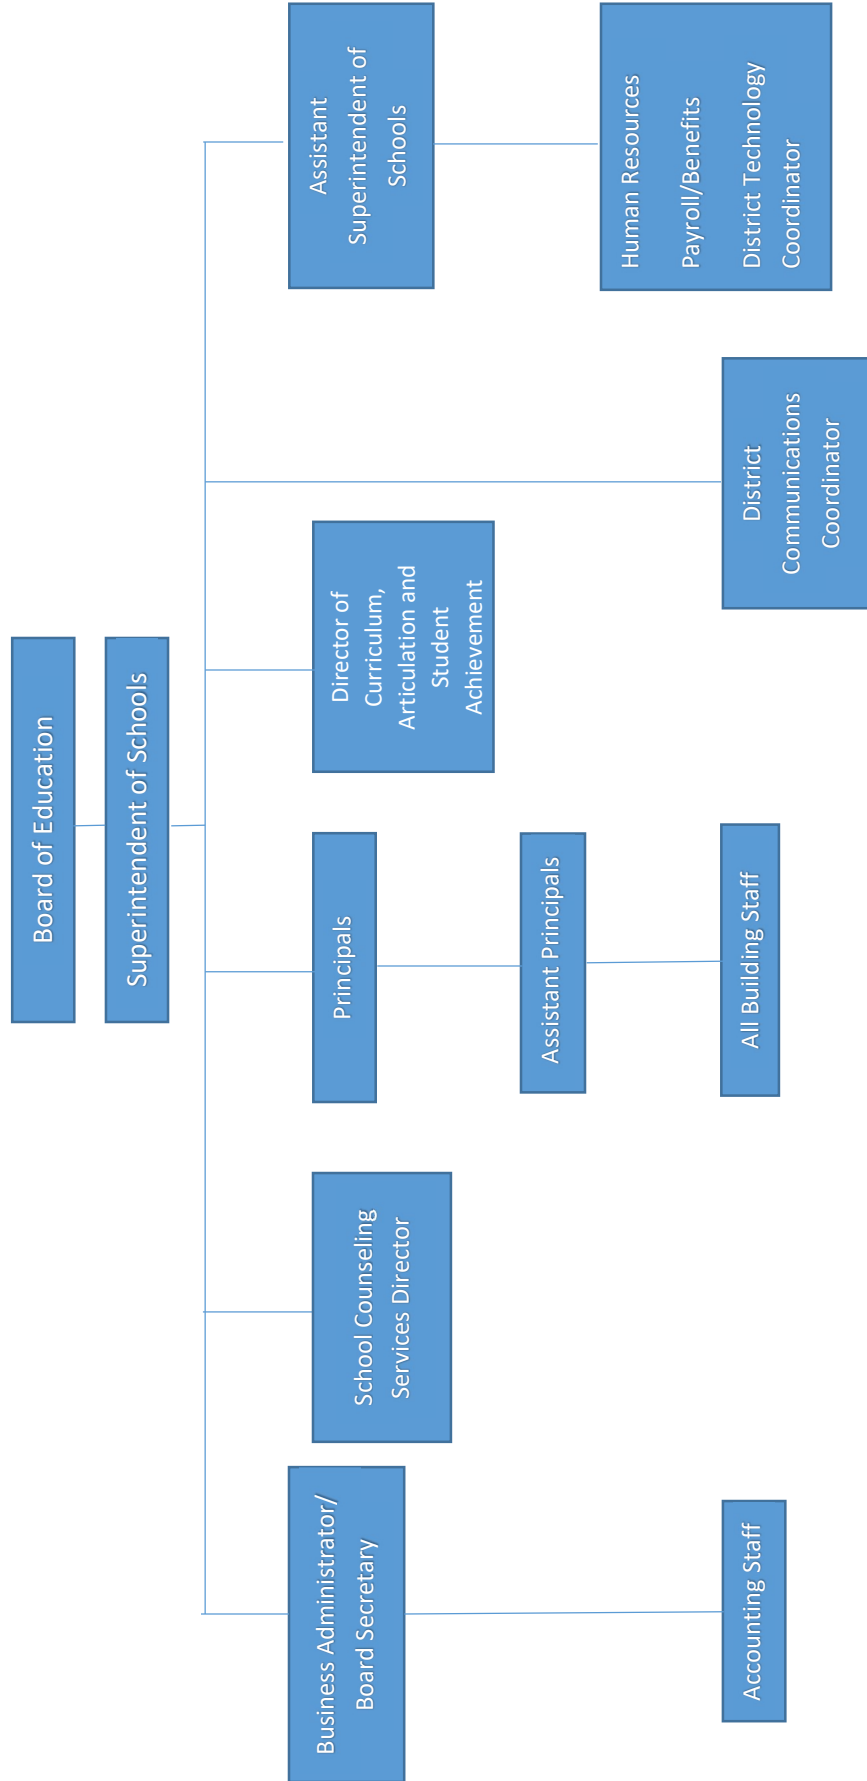 Board of Education
Superintendent of Schools
Business Administrator/
Board Secretary
School Counseling
Services Director
Principals
Director of
Curriculum,
Articulation and
Student
Achievement
Assistant
Superintendent of
Schools
Assistant Principals
Human Resources
Payroll/Benefits
District Technology
Coordinator
Accounting Staff
All Building Staff
District
Communications
Coordinator